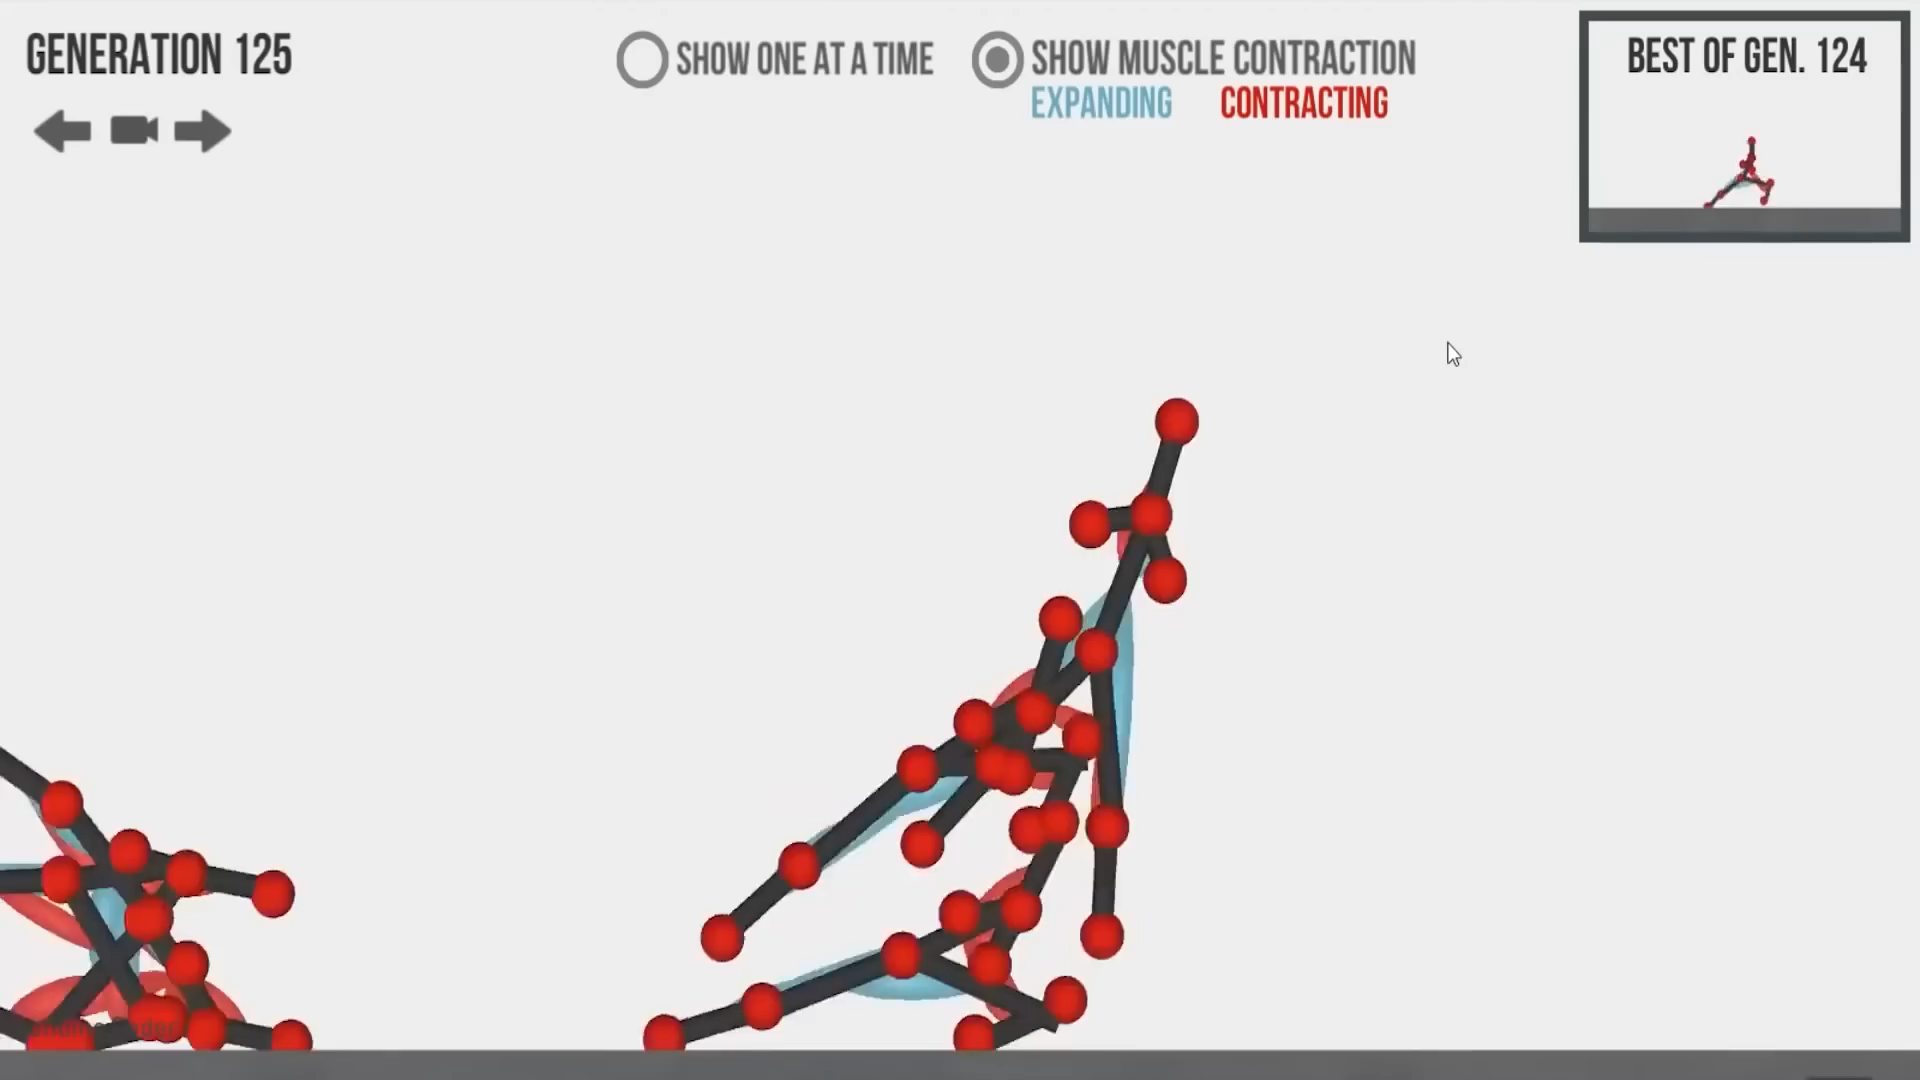 GENERATION 125
SHOW ONE AT A TIME
SHOW MUSCLE CONTRACTION
EXPANDING CONTRACTING
BEST OF GEN. 124